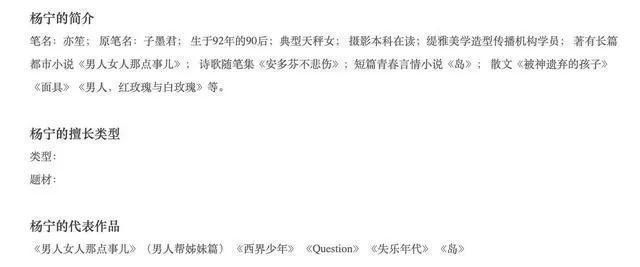 杨宁的简介
笔名：亦笙； 原笔名：子墨君； 生于92年的90后；典型天秤女； 摄影本科在读；缇雅美学造型传播机构学员； 著有长篇
都市小说《男人女人那点事儿》； 诗歌随笔集《安多芬不悲伤》；短篇青春言情小说《岛》； 散文《被神遗弃的孩子》
《面具》《男人，红玫瑰与白玫瑰》等。
杨宁的擅长类型
类型：
题材：
杨宁的代表作品
《男人女人那点事儿》（男人帮姊妹篇）《西界少年》《Question》《失乐年代》《岛》